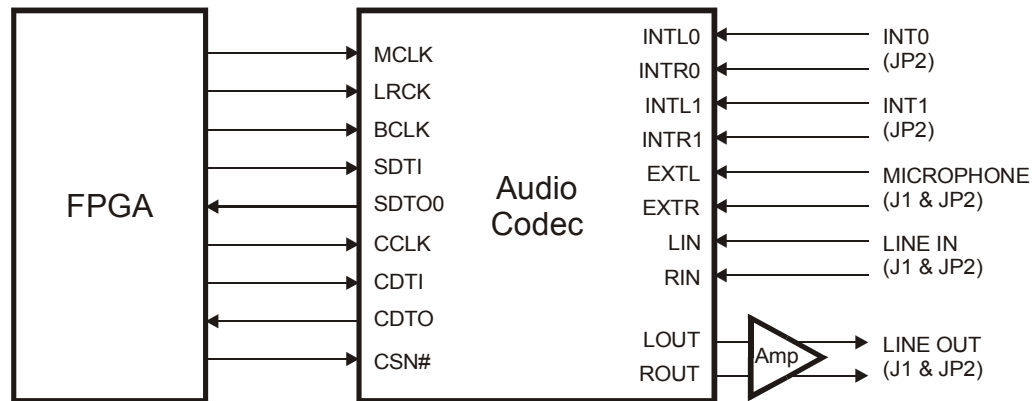 FPGA
MCLK
LRCK
BCLK
SDTI
SDTO0
CCLK
CDTI
CDTO
CSN#
Audio
Codec
INTL0
INTR0
INTL1
INTR1
EXTL
EXTR
LIN
RIN
LOUT
ROUT
Amp
INT0
(JP2)
INT1
(JP2)
MICROPHONE
(J1 & JP2)
LINE IN
(J1 & JP2)
LINE OUT
(J1 & JP2)